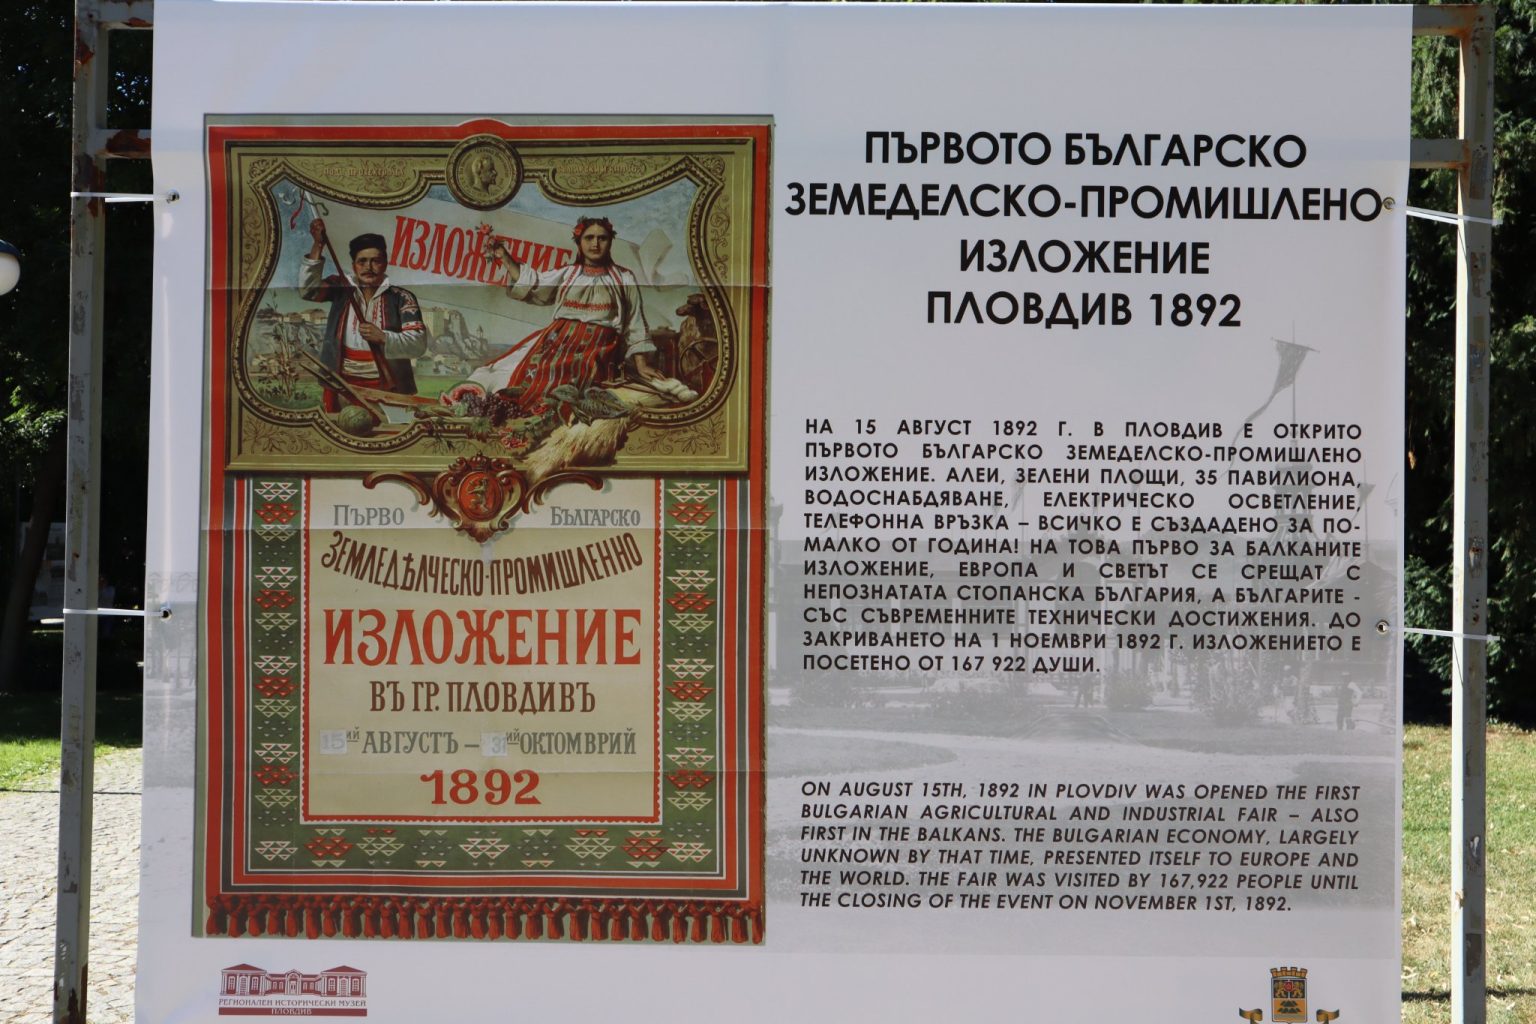 ИЗЛОЖЕНИЕ
Първо Българско
ЗЕМЛЕДѢЛЧЕСКО-ПРОМИШЛЕННО
ИЗЛОЖЕНИЕ
ВЪ ГР. ПЛОВДИВЪ
15ий АВГУСТЪ – 31ий ОКТОМВРИЙ
1892
РЕГИОНАЛЕН ИСТОРИЧЕСКИ МУЗЕЙ
ПЛОВДИВ
ПЪРВОТО БЪЛГАРСКО
ЗЕМЕДЕЛСКО-ПРОМИШЛЕНО
ИЗЛОЖЕНИЕ
ПЛОВДИВ 1892
НА 15 АВГУСТ 1892 Г. В ПЛОВДИВ Е ОТКРИТО
ПЪРВОТО БЪЛГАРСКО ЗЕМЕДЕЛСКО-ПРОМИШЛЕНО
ИЗЛОЖЕНИЕ. АЛЕИ, ЗЕЛЕНИ ПЛОЩИ, 35 ПАВИЛИОНА,
ВОДОСНАБДЯВАНЕ, ЕЛЕКТРИЧЕСКО ОСВЕТЛЕНИЕ,
ТЕЛЕФОННА ВРЪЗКА – ВСИЧКО Е СЪЗДАДЕНО ЗА ПО-
МАЛКО ОТ ГОДИНА! НА ТОВА ПЪРВО ЗА БАЛКАНИТЕ
ИЗЛОЖЕНИЕ, ЕВРОПА И СВЕТЪТ СЕ СРЕЩАТ С
НЕПОЗНАТАТА СТОПАНСКА БЪЛГАРИЯ, А БЪЛГАРИТЕ -
СЪС СЪВРЕМЕННИТЕ ТЕХНИЧЕСКИ ДОСТИЖЕНИЯ. ДО
ЗАКРИВАНЕТО НА 1 НОЕМВРИ 1892 Г. ИЗЛОЖЕНИЕТО Е
ПОСЕТЕНО ОТ 167 922 ДУШИ.
ON AUGUST 15TH, 1892 IN PLOVDIV WAS OPENED THE FIRST
BULGARIAN AGRICULTURAL AND INDUSTRIAL FAIR – ALSO
FIRST IN THE BALKANS. THE BULGARIAN ECONOMY, LARGELY
UNKNOWN BY THAT TIME, PRESENTED ITSELF TO EUROPE AND
THE WORLD. THE FAIR WAS VISITED BY 167,922 PEOPLE UNTIL
THE CLOSING OF THE EVENT ON NOVEMBER 1ST, 1892.